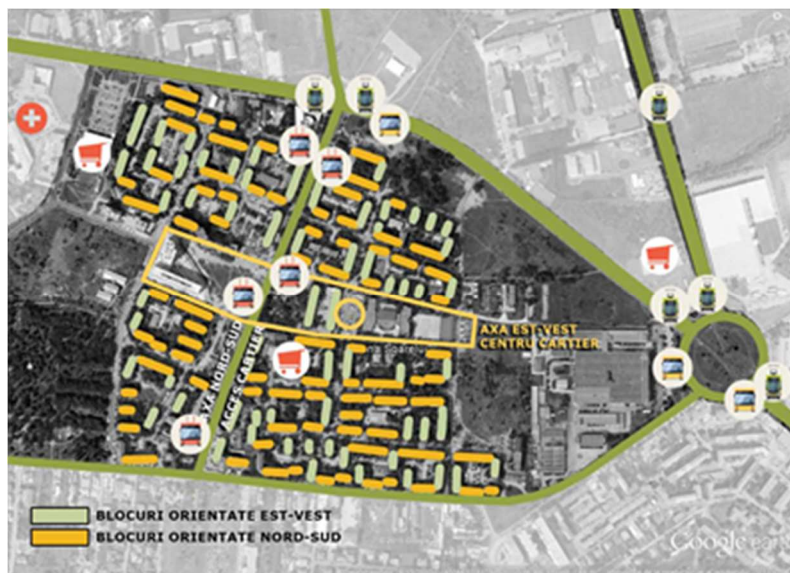 AXA EST-VEST
CENTRU CARTIER
AXA NORD-SUD
ACCES CARTIER
BLOCURI ORIENTATE EST-VEST
BLOCURI ORIENTATE NORD-SUD
Google